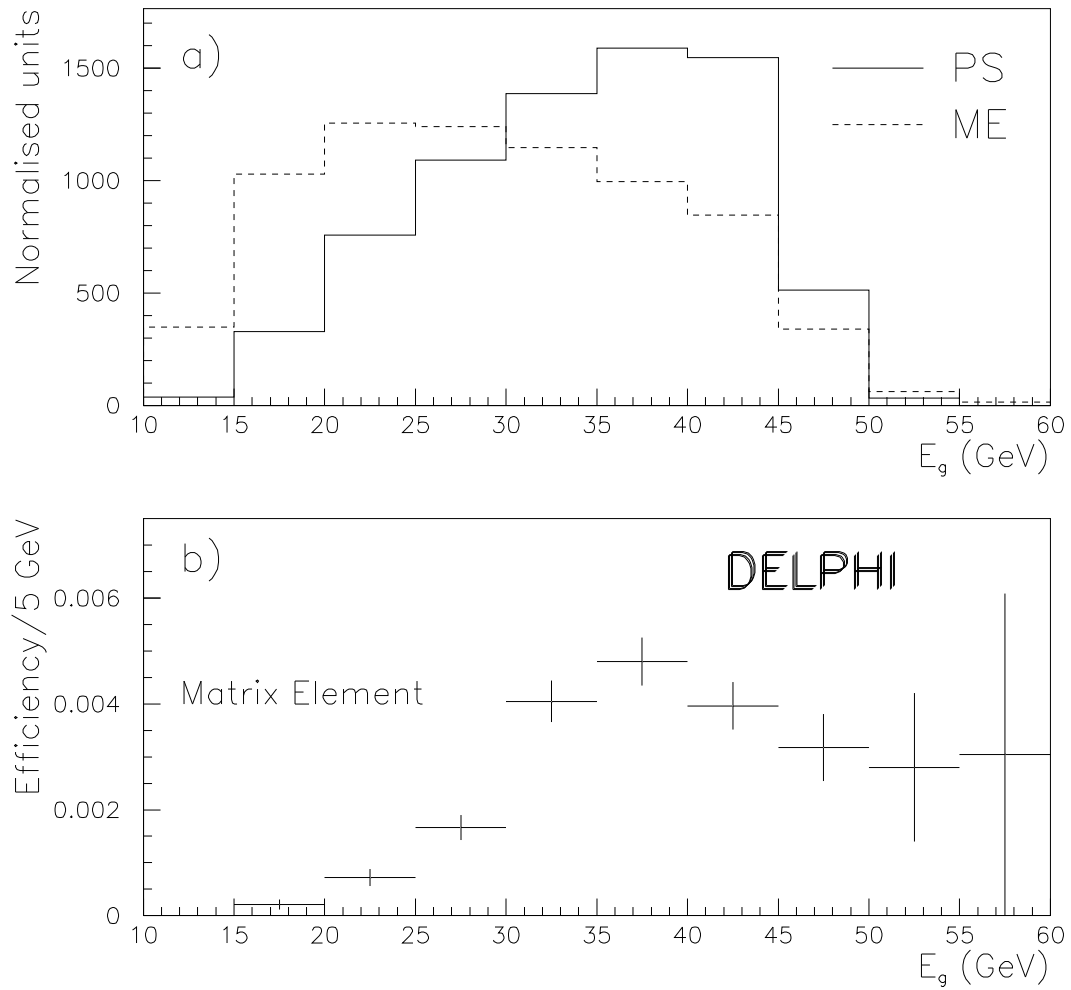 Normalised units
a)
PS
ME
1500
1000
500
0
10 15 20 25 30 35 40 45 50 55 60
E_g (GeV)
Efficiency/5 GeV
b)
DELPHI
0.006
Matrix Element
0.004
0.002
0
10 15 20 25 30 35 40 45 50 55 60
E_g (GeV)